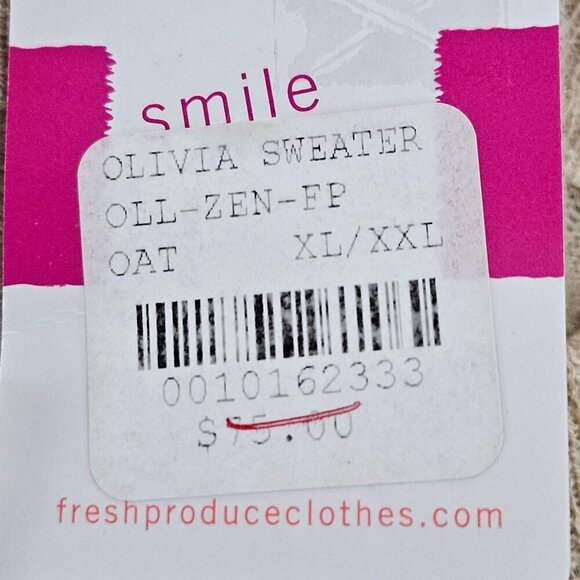 smile
OLIVIA SWEATER
OLL-ZEN-FP
OAT XL/XXL
0010162333
$75.00
freshproduceclothes.com